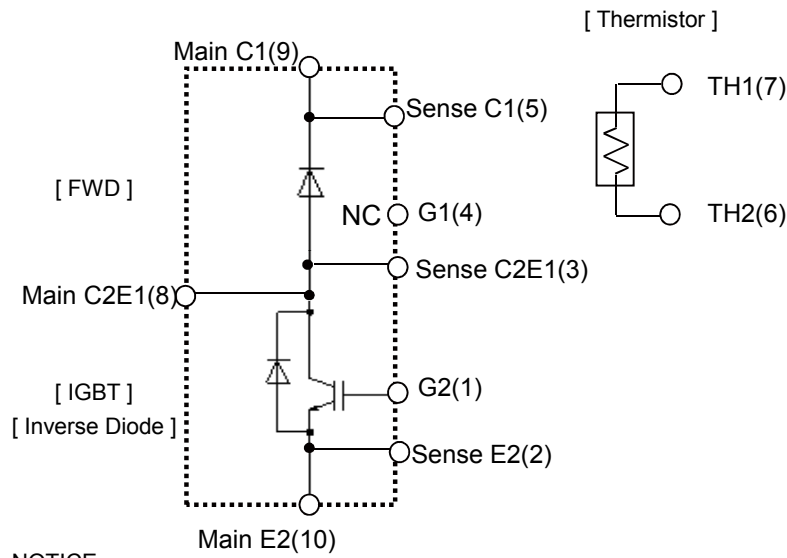 [ Thermistor ]
Main C1(9)
TH1(7)
Sense C1(5)
[ FWD ]
NC G1(4)
TH2(6)
Sense C2E1(3)
Main C2E1(8)
[ IGBT ]
G2(1)
[ Inverse Diode ]
Sense E2(2)
Main E2(10)